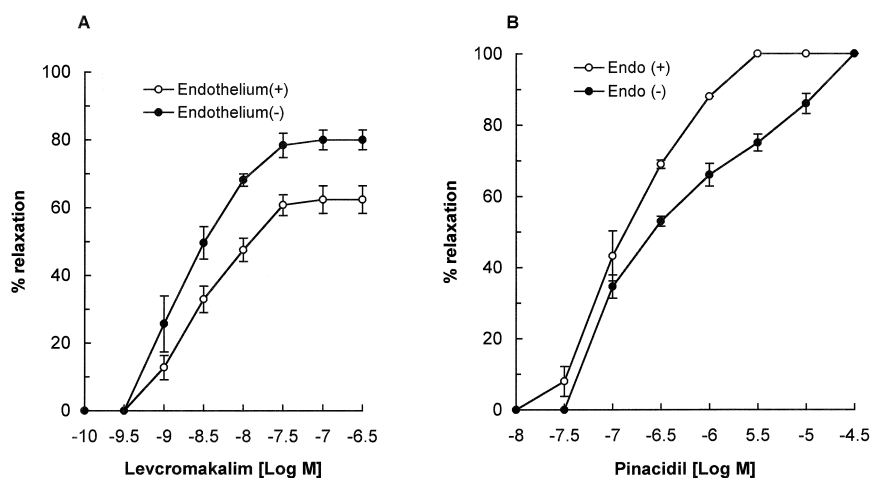 A
Endothelium(+)
Endothelium(-)
% relaxation
100
80
60
40
20
0
-10 -9.5 -9 -8.5 -8 -7.5 -7 -6.5
Levcromakalim [Log M]
B
Endo (+)
Endo (-)
% relaxation
100
80
60
40
20
0
-8 -7.5 -7 -6.5 -6 5.5 -5 -4.5
Pinacidil [Log M]